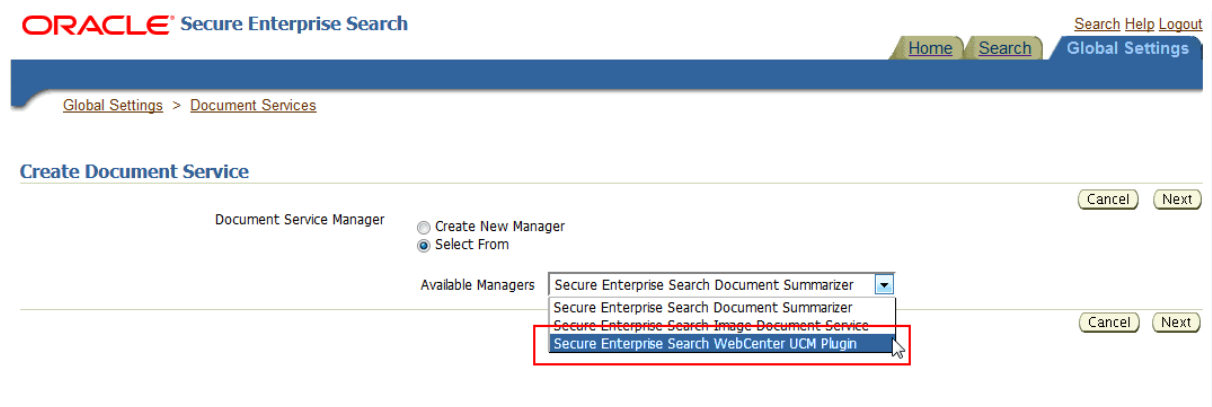 ORACLE Secure Enterprise Search
Search Help Logout
Home Search Global Settings
Global Settings > Document Services
Create Document Service
Cancel Next
Document Service Manager
Create New Manager
Select From
Available Managers Secure Enterprise Search Document Summarizer
Secure Enterprise Search Document Summarizer
Secure Enterprise Search Image Document Service
Secure Enterprise Search WebCenter UCM Plugin
Cancel Next